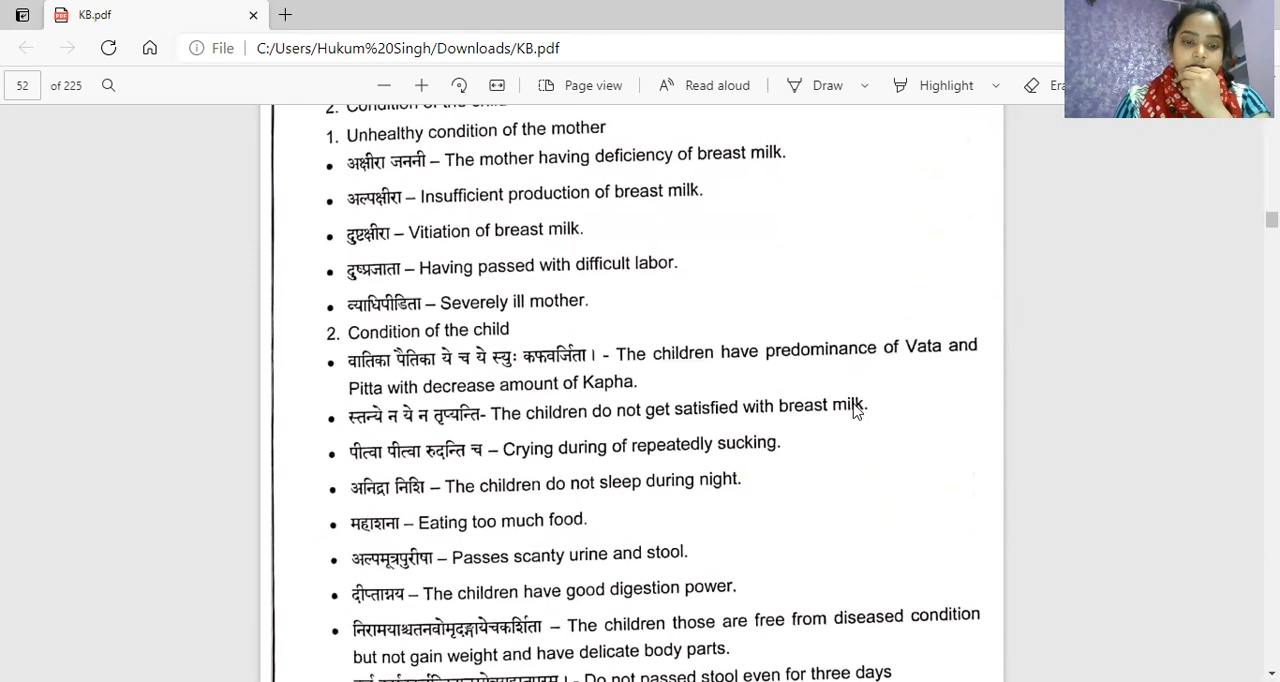 KB.pdf
File C:/Users/Hukum%20Singh/Downloads/KB.pdf
52 of 225 Page view Read aloud Draw Highlight Era
2. Condition of the child
1. Unhealthy condition of the mother
• अक्षीरा जननी – The mother having deficiency of breast milk.
• अल्पक्षीरा – Insufficient production of breast milk.
• दुष्टक्षीरा – Vitiation of breast milk.
• दुष्प्रजाता – Having passed with difficult labor.
• व्याधिपीडिता – Severely ill mother.
2. Condition of the child
• वातिका पैतिका ये च ये स्युः कफवर्जिता। - The children have predominance of Vata and
Pitta with decrease amount of Kapha.
• स्तन्ये न ये न तृप्यन्ति- The children do not get satisfied with breast milk.
• पीत्वा पीत्वा रुदन्ति च – Crying during of repeatedly sucking.
• अनिद्रा निशि – The children do not sleep during night.
• महाशना – Eating too much food.
• अल्पमूत्रपुरीषा – Passes scanty urine and stool.
• दीप्ताग्नय – The children have good digestion power.
• निरामयाश्चतनवोमृदङ्गायेचकर्शिता – The children those are free from diseased condition
but not gain weight and have delicate body parts.
- Do not passed stool even for three days